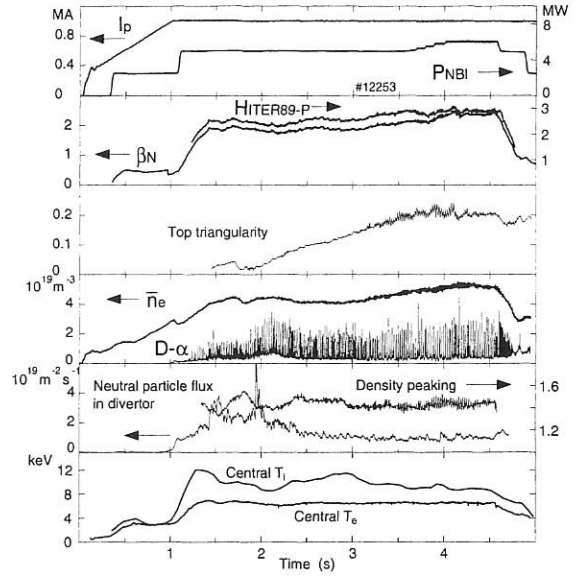 MA
MW
Ip
0.8
0.4
0
8
4
0
#12253
PNBI
HITER89-P
βN
2
1
0
3
2
1
Top triangularity
0.2
0.1
0
10¹⁹m⁻³
n̄e
4
2
0
D-α
10¹⁹m⁻²s⁻¹
Neutral particle flux
in divertor
Density peaking
4
2
1.6
1.4
1.2
keV
12
8
4
0
Central Ti
Central Te
0 1 2 3 4 5
Time (s)